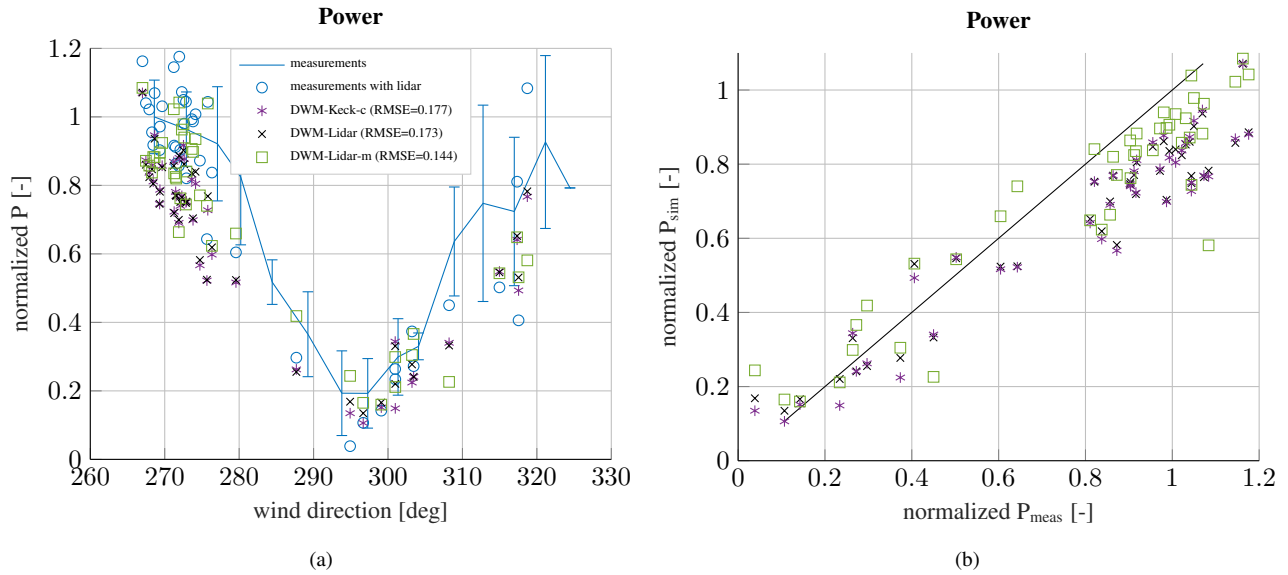 Power
1.2
1
0.8
0.6
0.4
0.2
0
normalized P [-]
measurements
measurements with lidar
DWM-Keck-c (RMSE=0.177)
DWM-Lidar (RMSE=0.173)
DWM-Lidar-m (RMSE=0.144)
260 270 280 290 300 310 320 330
wind direction [deg]
(a)
Power
1
0.8
0.6
0.4
0.2
0
normalized Psim [-]
0 0.2 0.4 0.6 0.8 1 1.2
normalized Pmeas [-]
(b)